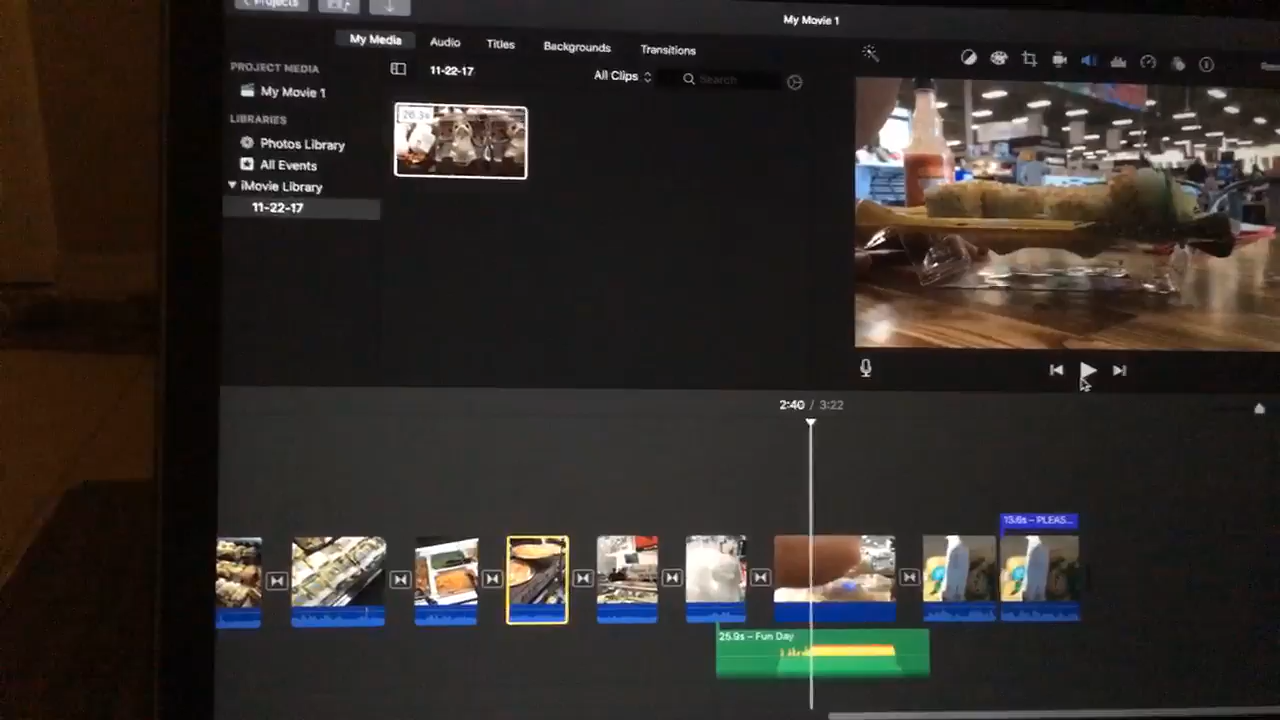 Projects
My Movie 1
My Media
Audio
Titles
Backgrounds
Transitions
PROJECT MEDIA
My Movie 1
LIBRARIES
Photos Library
All Events
iMovie Library
11-22-17
11-22-17
All Clips
Search
26.3s
2:40 / 3:22
13.6s – PLEAS...
25.9s – Fun Day